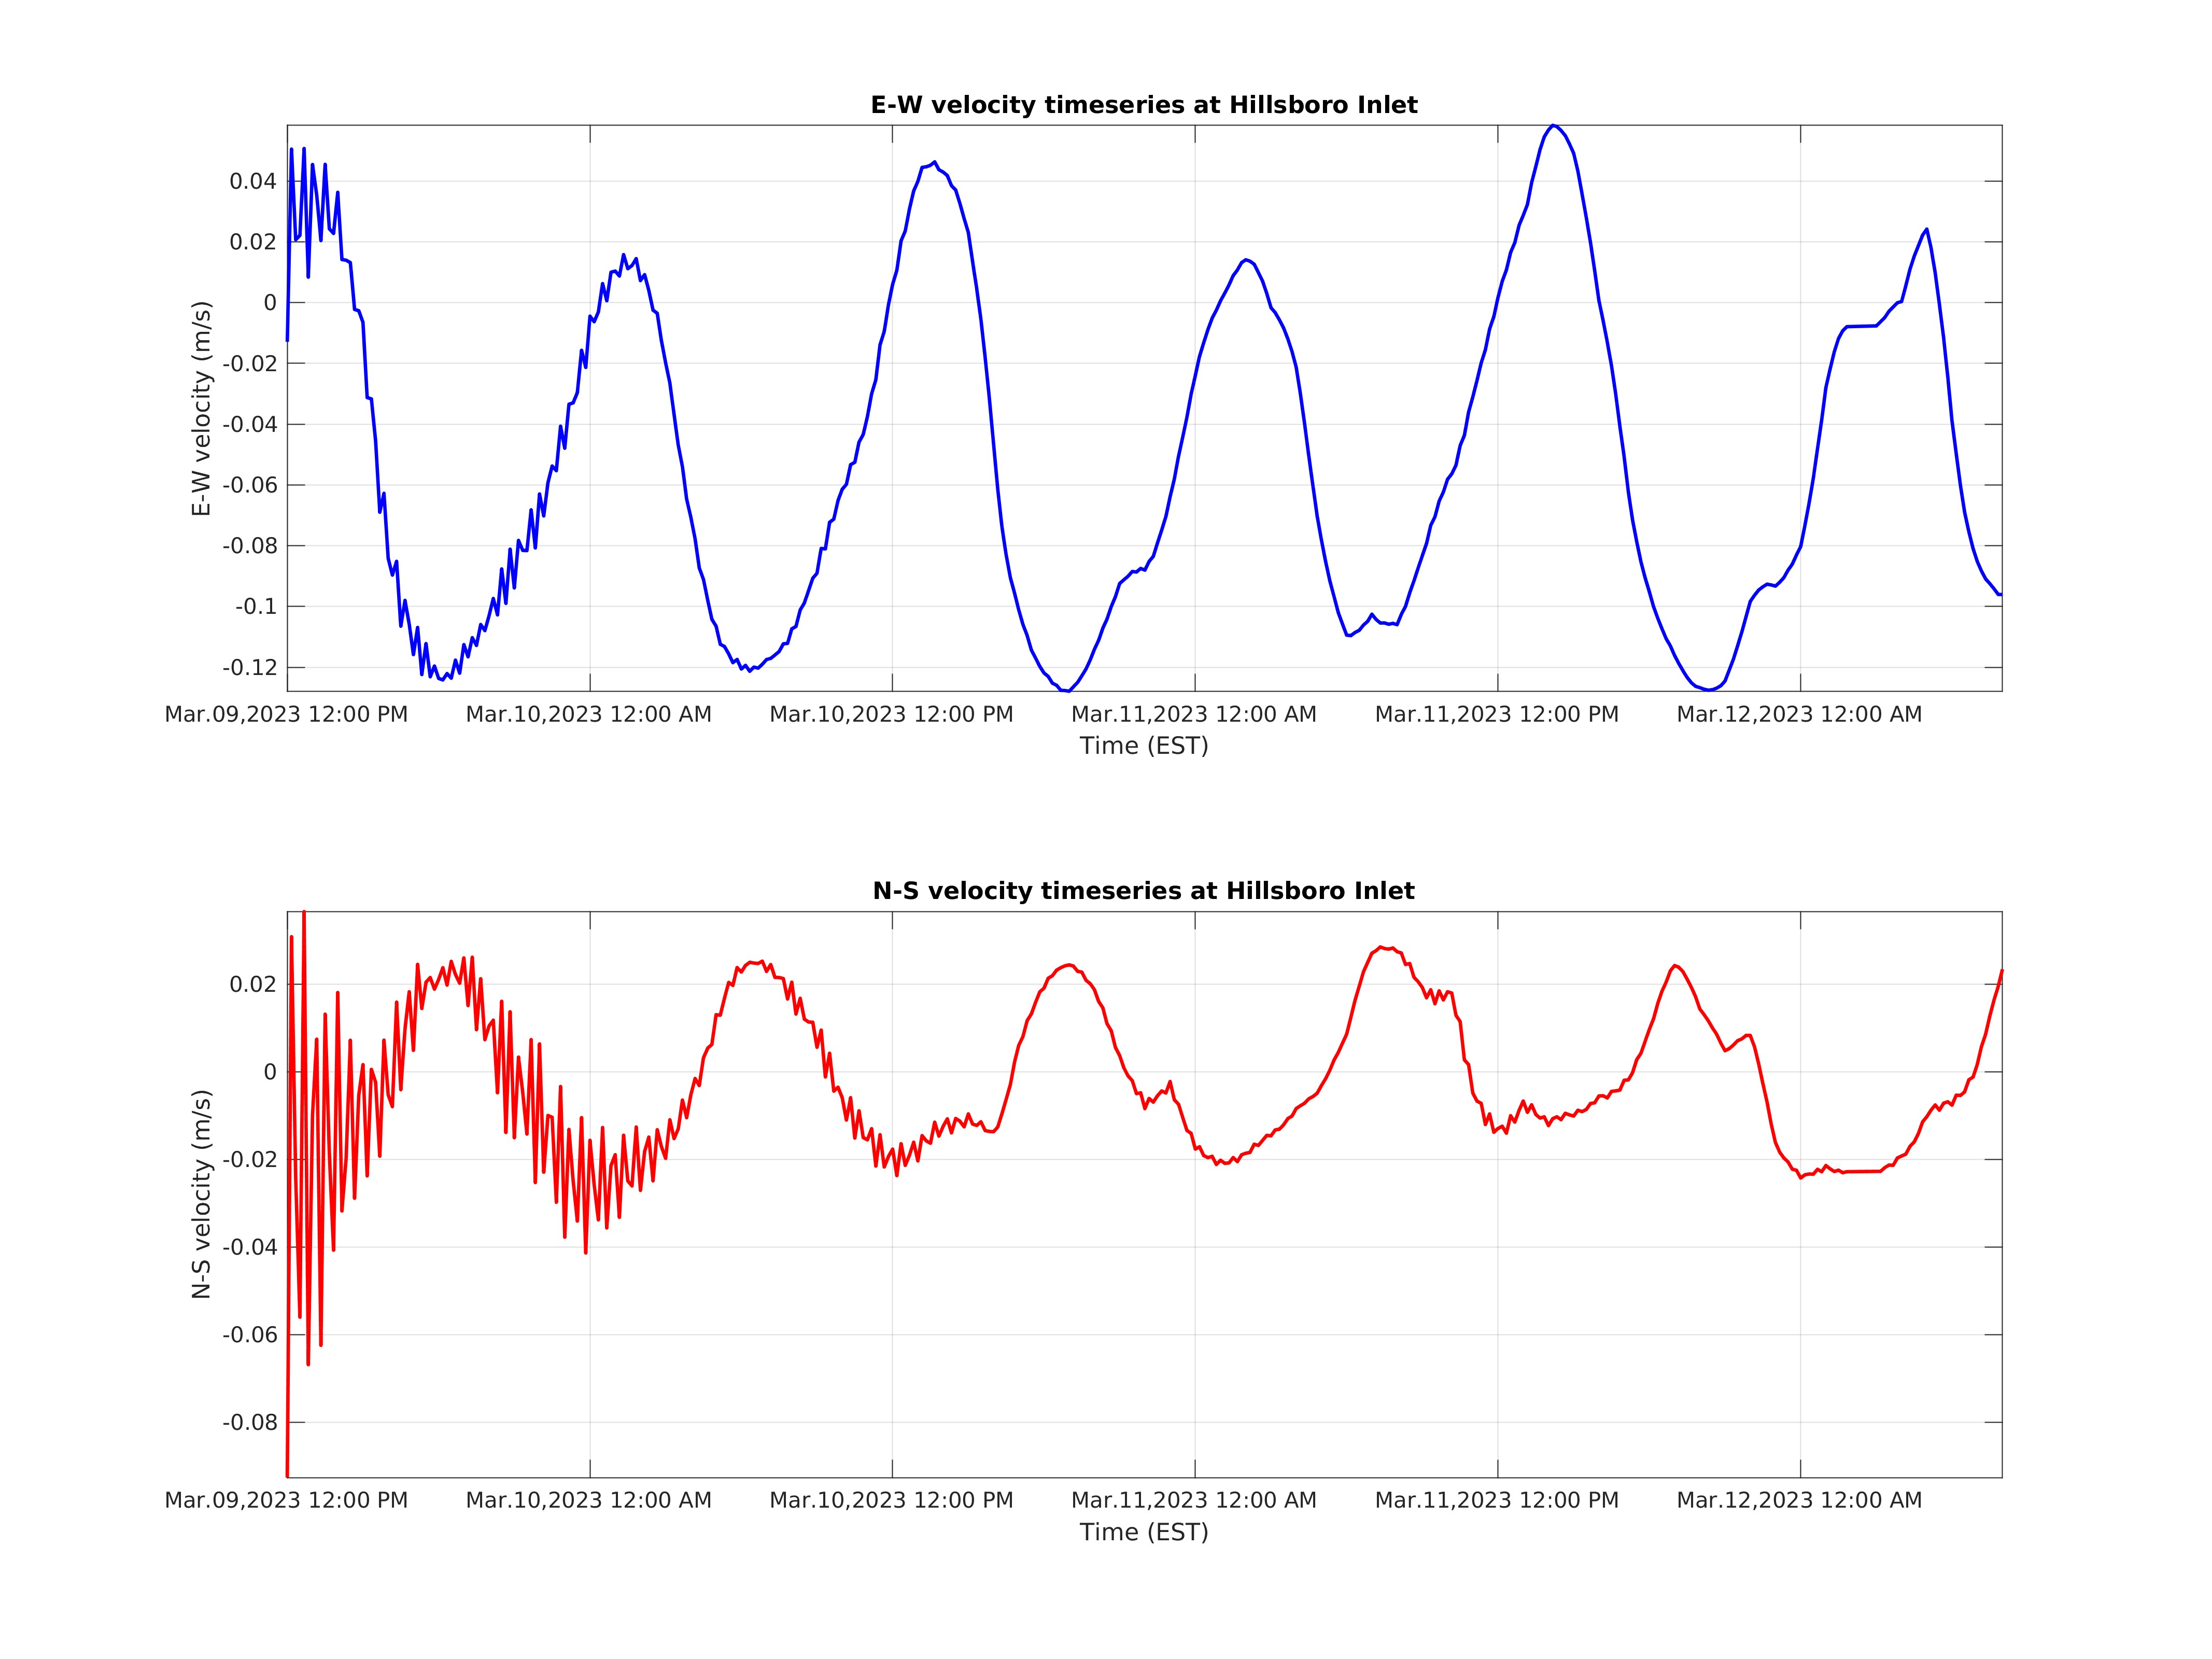 E-W velocity timeseries at Hillsboro Inlet
E-W velocity (m/s)
0.04
0.02
0
-0.02
-0.04
-0.06
-0.08
-0.1
-0.12
Mar.09,2023 12:00 PM Mar.10,2023 12:00 AM Mar.10,2023 12:00 PM Mar.11,2023 12:00 AM Mar.11,2023 12:00 PM Mar.12,2023 12:00 AM
Time (EST)
N-S velocity timeseries at Hillsboro Inlet
N-S velocity (m/s)
0.02
0
-0.02
-0.04
-0.06
-0.08
Mar.09,2023 12:00 PM Mar.10,2023 12:00 AM Mar.10,2023 12:00 PM Mar.11,2023 12:00 AM Mar.11,2023 12:00 PM Mar.12,2023 12:00 AM
Time (EST)